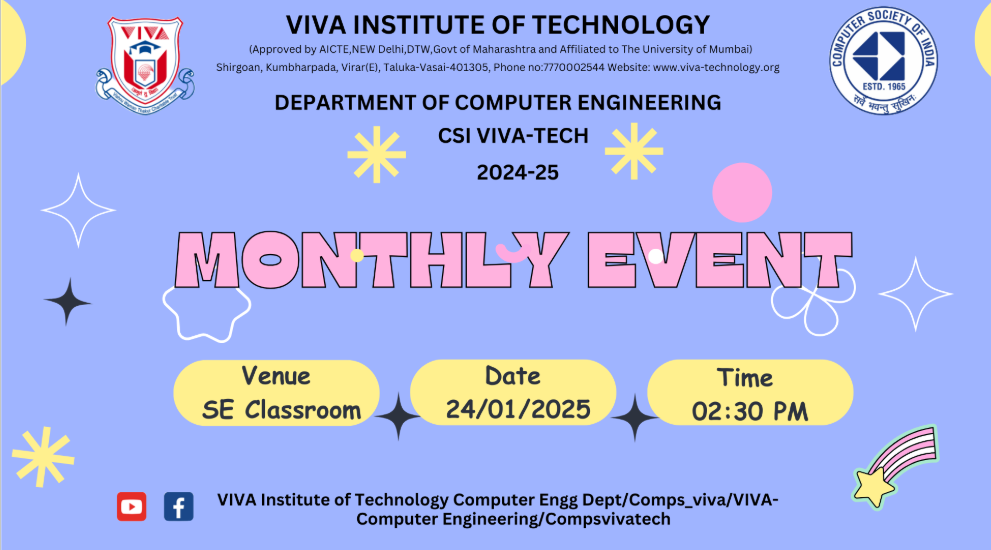 VIVA INSTITUTE OF TECHNOLOGY
(Approved by AICTE,NEW Delhi,DTW,Govt of Maharashtra and Affiliated to The University of Mumbai)
Shirgoan, Kumbharpada, Virar(E), Taluka-Vasai-401305, Phone no:7770002544 Website: www.viva-technology.org
VIVA
COMPUTER SOCIETY OF INDIA
ESTD. 1965
सर्वे भवन्तु सुखिनः
DEPARTMENT OF COMPUTER ENGINEERING
CSI VIVA-TECH
2024-25
MONTHLY EVENT
Venue
SE Classroom
Date
24/01/2025
Time
02:30 PM
VIVA Institute of Technology Computer Engg Dept/Comps_viva/VIVA-
Computer Engineering/Compsvivatech